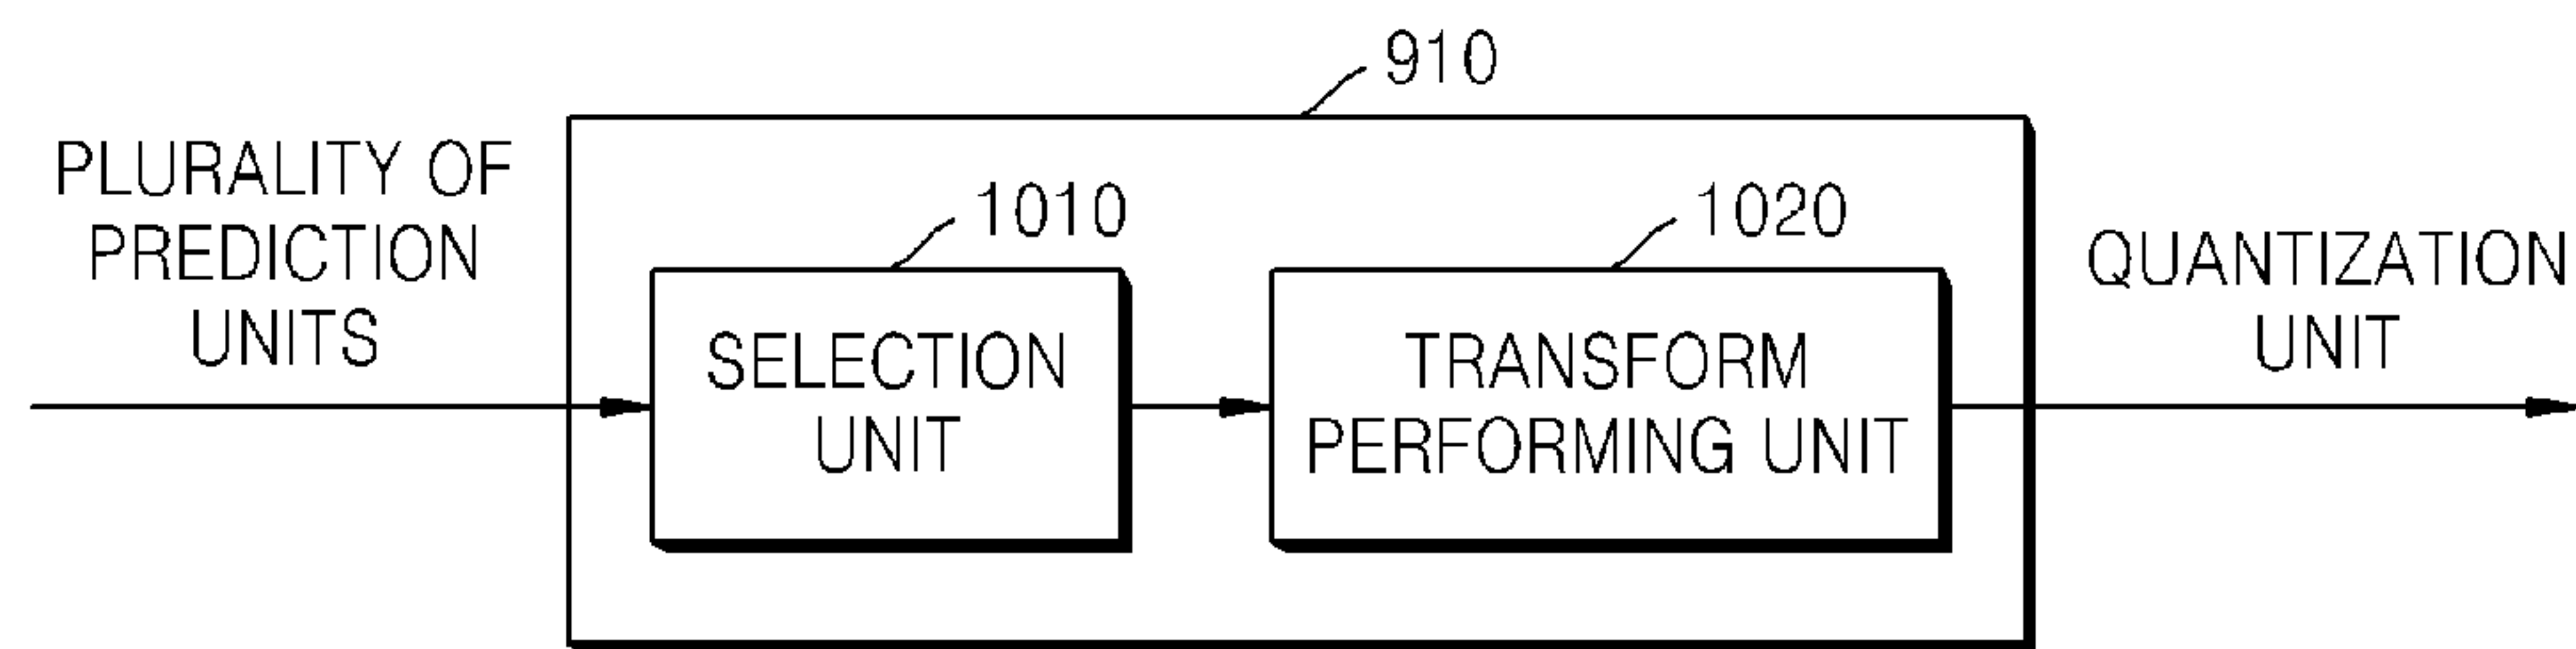 910
PLURALITY OF
PREDICTION
UNITS
1010
1020
QUANTIZATION
UNIT
SELECTION
UNIT
TRANSFORM
PERFORMING UNIT